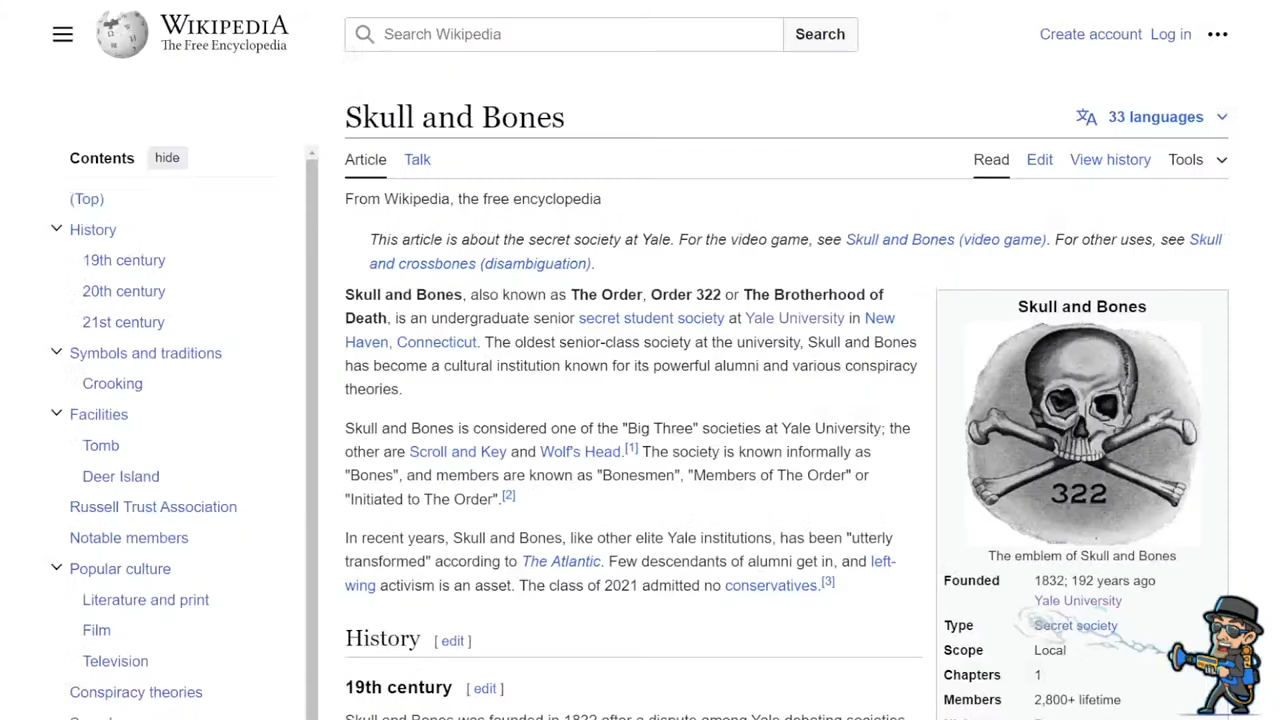 WIKIPEDIA
The Free Encyclopedia
Search Wikipedia
Search
Create account
Log in
Skull and Bones
33 languages
Contents
hide
Article
Talk
Read
Edit
View history
Tools
(Top)
History
19th century
20th century
21st century
Symbols and traditions
Crooking
Facilities
Tomb
Deer Island
Russell Trust Association
Notable members
Popular culture
Literature and print
Film
Television
Conspiracy theories
From Wikipedia, the free encyclopedia
This article is about the secret society at Yale. For the video game, see Skull and Bones (video game). For other uses, see Skull
and crossbones (disambiguation).
Skull and Bones, also known as The Order, Order 322 or The Brotherhood of
Death, is an undergraduate senior secret student society at Yale University in New
Haven, Connecticut. The oldest senior-class society at the university, Skull and Bones
has become a cultural institution known for its powerful alumni and various conspiracy
theories.
Skull and Bones is considered one of the "Big Three" societies at Yale University; the
other are Scroll and Key and Wolf's Head.[1] The society is known informally as
"Bones", and members are known as "Bonesmen", "Members of The Order" or
"Initiated to The Order".[2]
In recent years, Skull and Bones, like other elite Yale institutions, has been "utterly
transformed" according to The Atlantic. Few descendants of alumni get in, and left-
wing activism is an asset. The class of 2021 admitted no conservatives.[3]
History [ edit ]
19th century [ edit ]
Skull and Bones was founded in 1832 after a dispute among Yale debating societies
Skull and Bones
322
The emblem of Skull and Bones
Founded 1832; 192 years ago
Yale University
Type Secret society
Scope Local
Chapters 1
Members 2,800+ lifetime